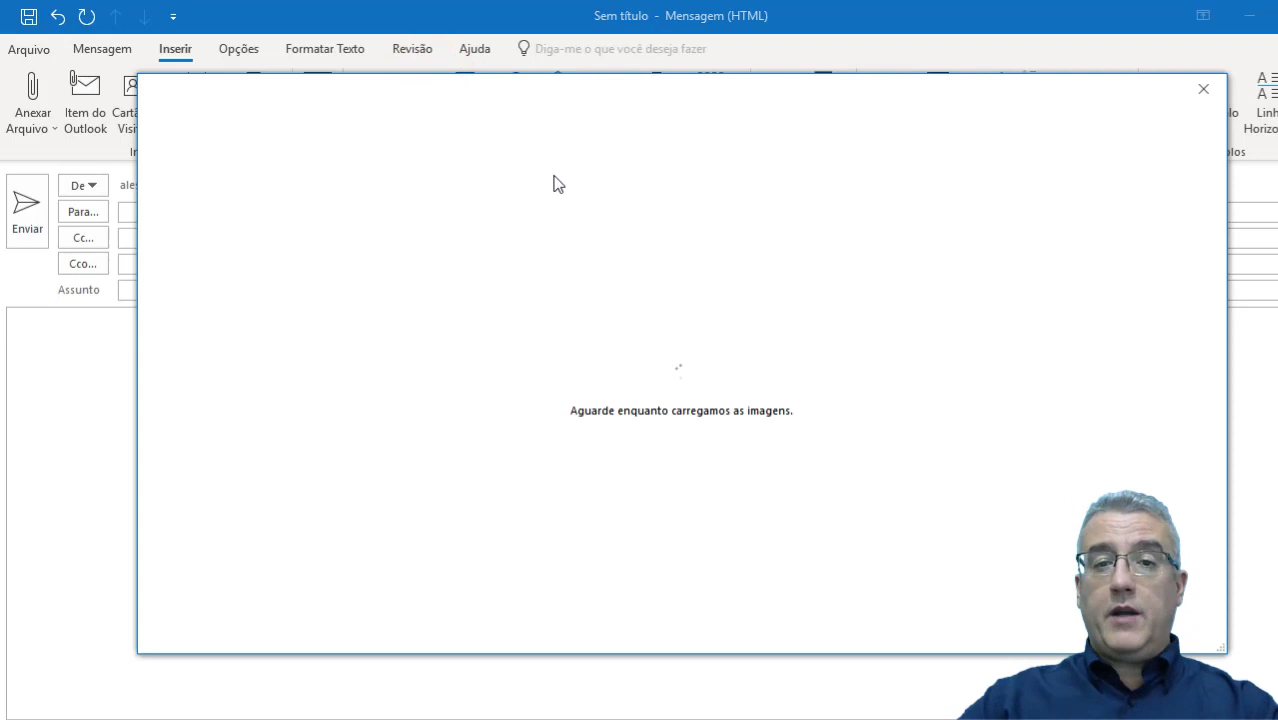 Sem título - Mensagem (HTML)
Arquivo Mensagem Inserir Opções Formatar Texto Revisão Ajuda Diga-me o que você deseja fazer
Anexar Arquivo
Item do Outlook
De
Para...
Cc...
Cco...
Assunto
Enviar
Aguarde enquanto carregamos as imagens.